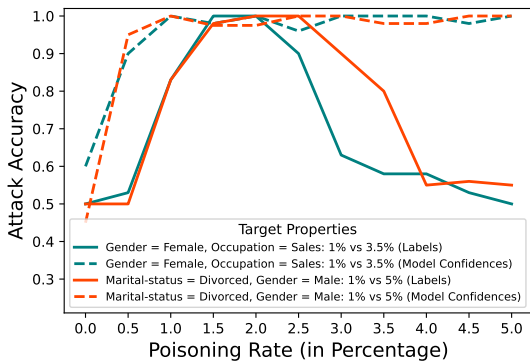 1.0
0.9
0.8
0.7
0.6
0.5
0.4
0.3
Attack Accuracy
Target Properties
Gender = Female, Occupation = Sales: 1% vs 3.5% (Labels)
Gender = Female, Occupation = Sales: 1% vs 3.5% (Model Confidences)
Marital-status = Divorced, Gender = Male: 1% vs 5% (Labels)
Marital-status = Divorced, Gender = Male: 1% vs 5% (Model Confidences)
0.0 0.5 1.0 1.5 2.0 2.5 3.0 3.5 4.0 4.5 5.0
Poisoning Rate (in Percentage)